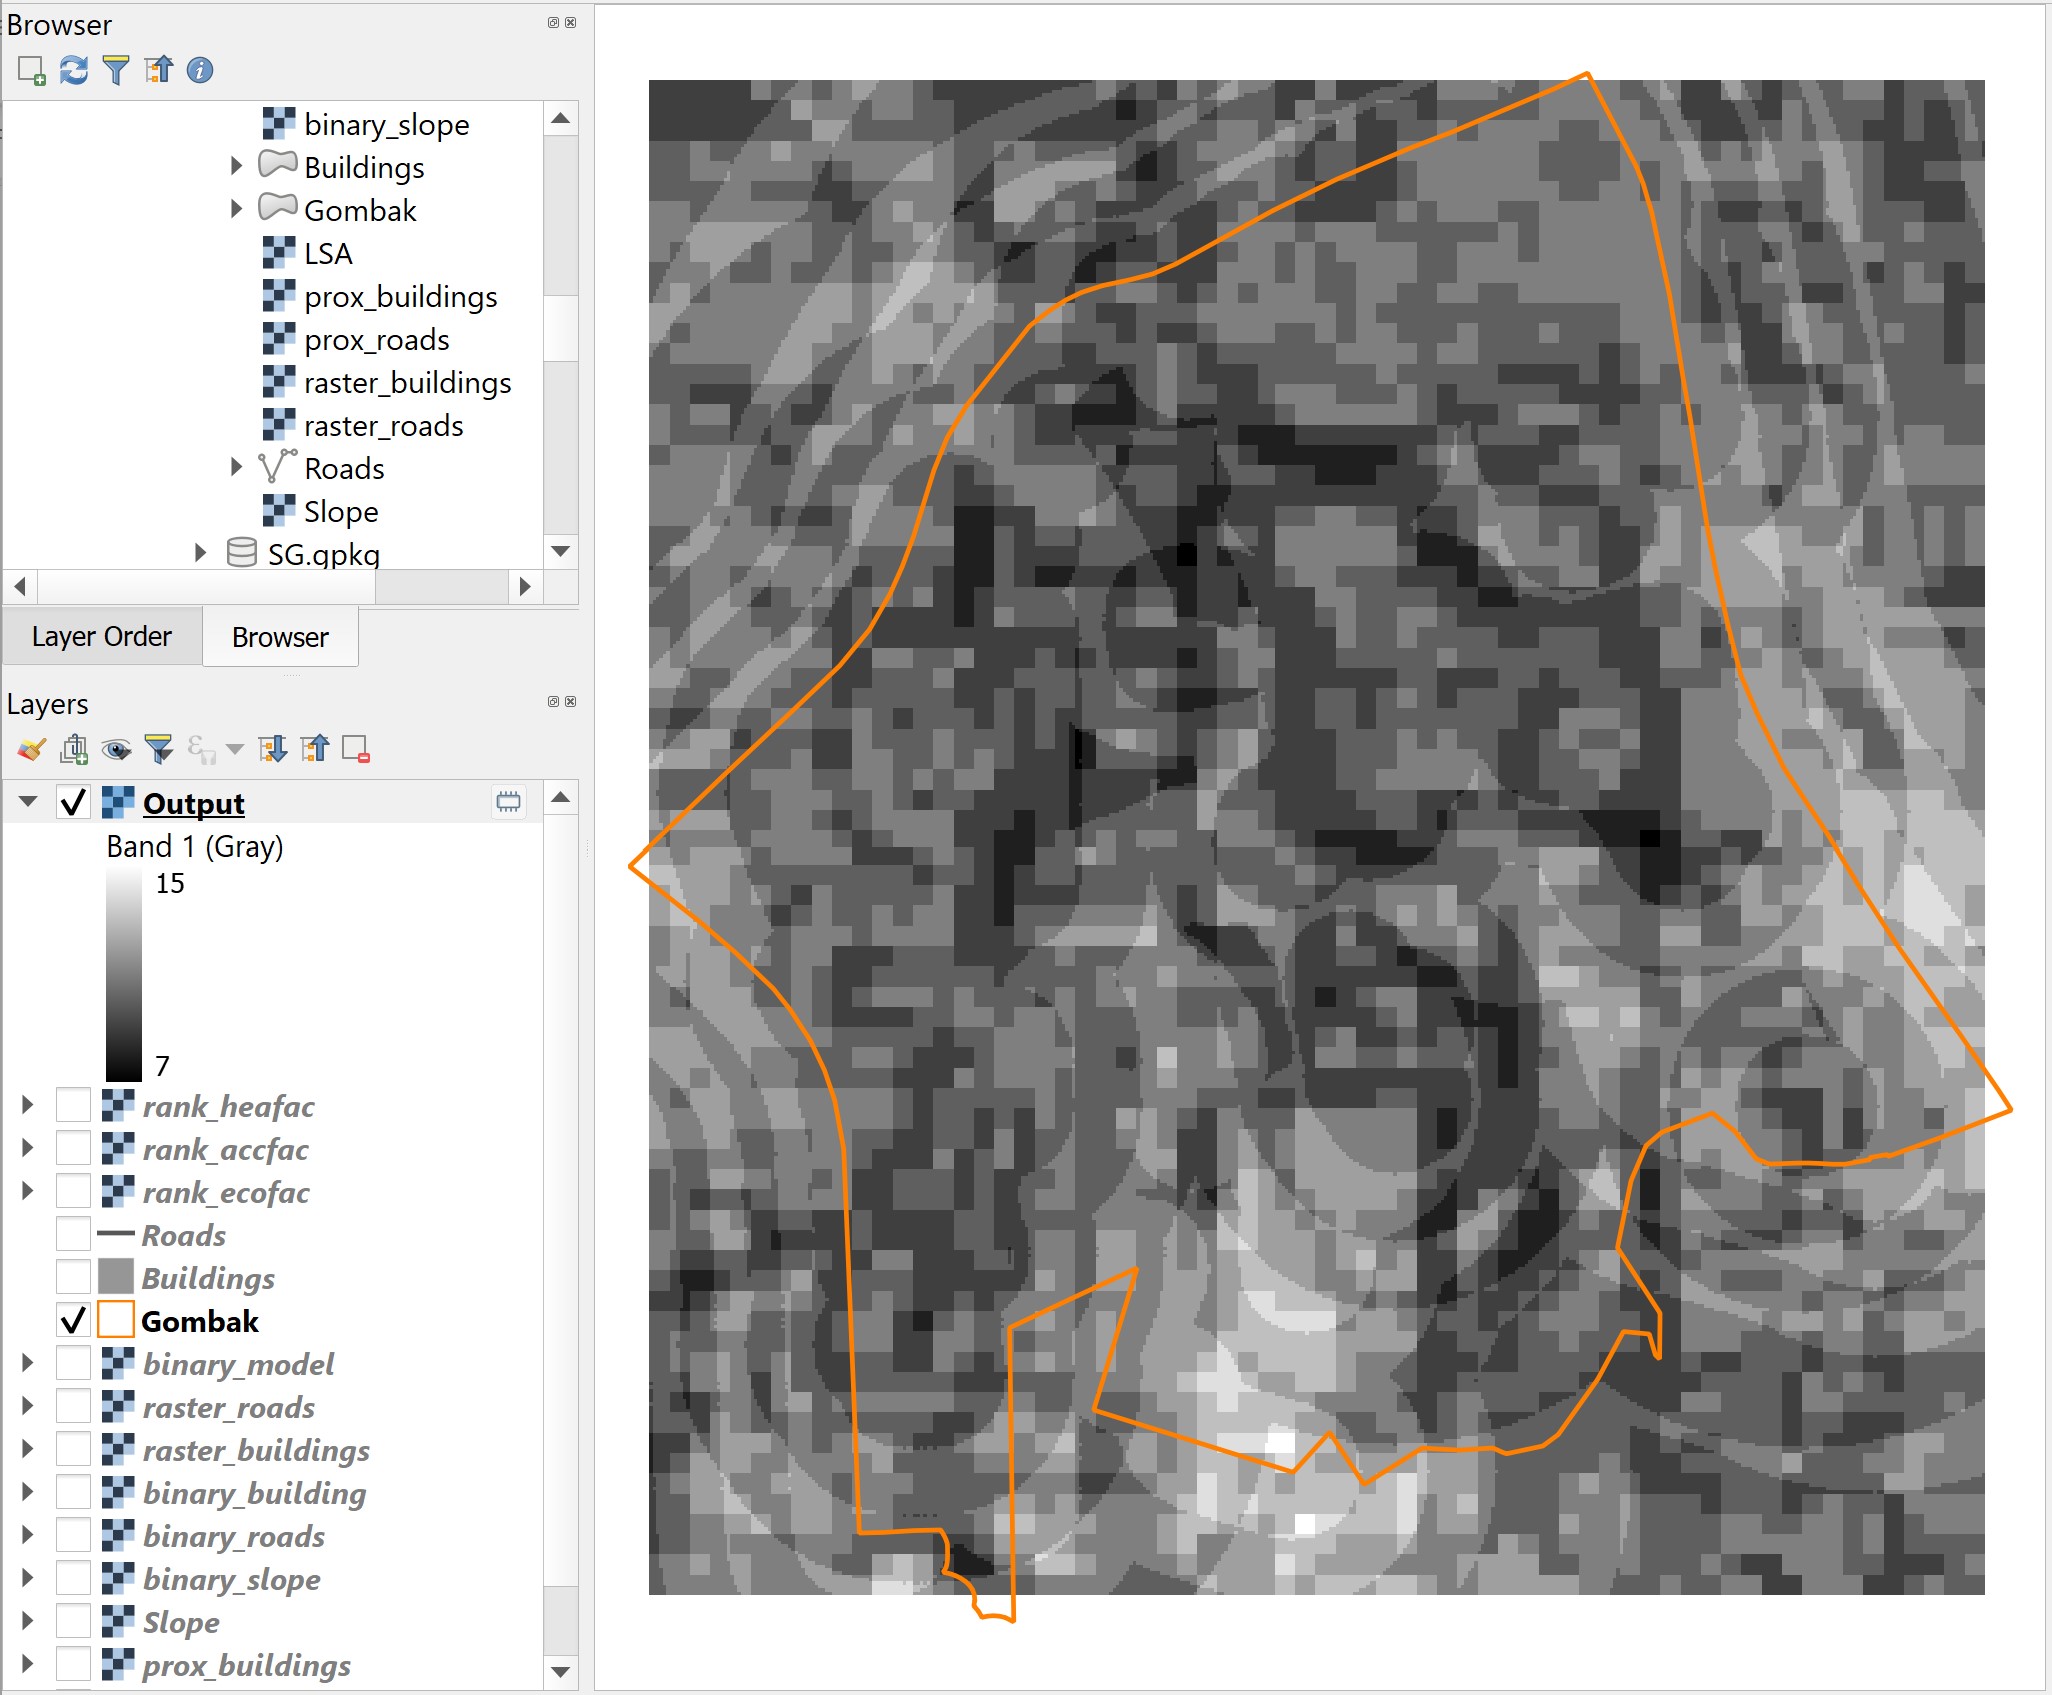 Browser
binary_slope
Buildings
Gombak
LSA
prox_buildings
prox_roads
raster_buildings
raster_roads
Roads
Slope
SG.gpkg
Layer Order
Browser
Layers
Output
Band 1 (Gray)
15
7
rank_heafac
rank_accfac
rank_ecofac
Roads
Buildings
Gombak
binary_model
raster_roads
raster_buildings
binary_building
binary_roads
binary_slope
Slope
prox_buildings